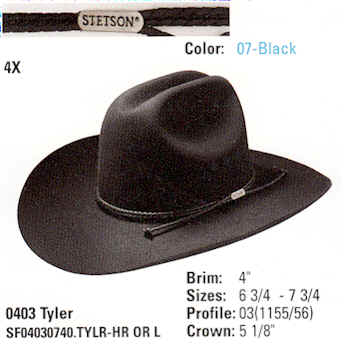 STETSON®
Color: 07-Black
4X
Brim: 4"
Sizes: 6 3/4 - 7 3/4
0403 Tyler
Profile: 03(1155/56)
SF04030740.TYLR-HR OR L
Crown: 5 1/8"